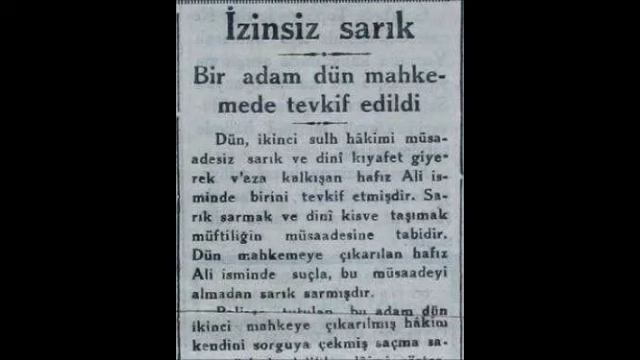 İzinsiz sarık
Bir adam dün mahke-
mede tevkif edildi
Dün, ikinci sulh hâkimi müsa-
adesiz sarık ve dinî kıyafet giye-
rek v'aza kalkışan hafız Ali is-
minde birini tevkif etmişdir. Sa-
rık sarmak ve dinî kisve taşımak
müftiliğin müsaadesine tabidir.
Dün mahkemeye çıkarılan hafız
Ali isminde suçla, bu müsaadeyi
almadan sarık sarmışdır.
bu adam dün
ikinci mahkeye çıkarılmış hâkim
kendini sorguya çekmiş saçma sa-